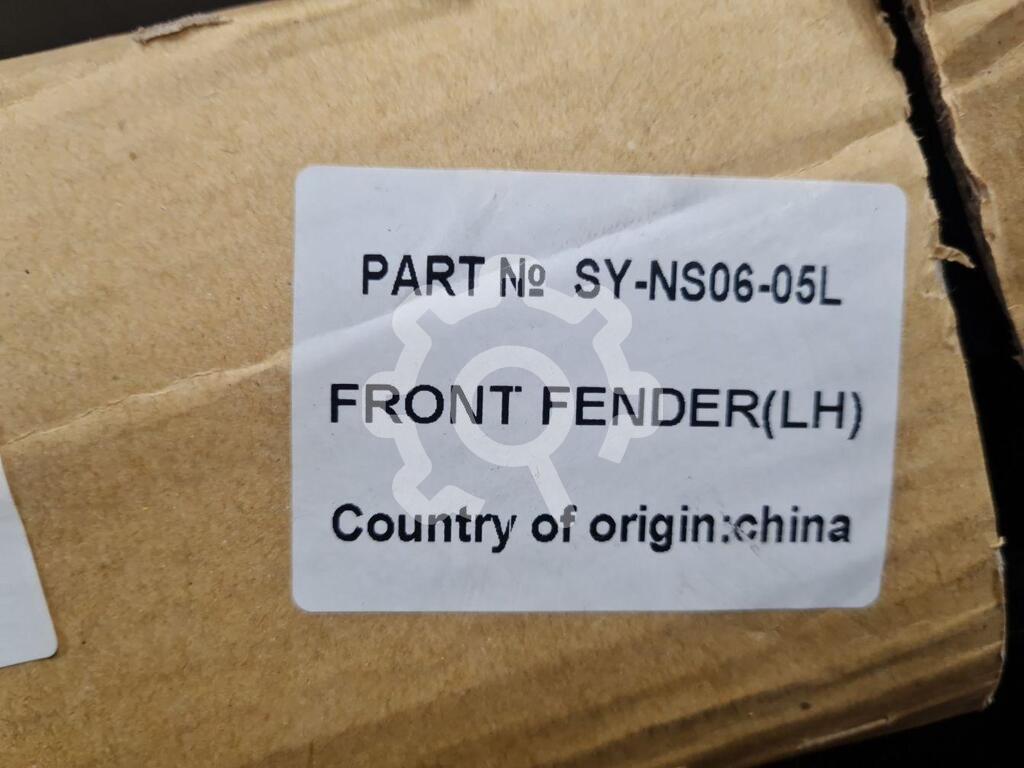 PART № SY-NS06-05L
FRONT FENDER(LH)
Country of origin:china